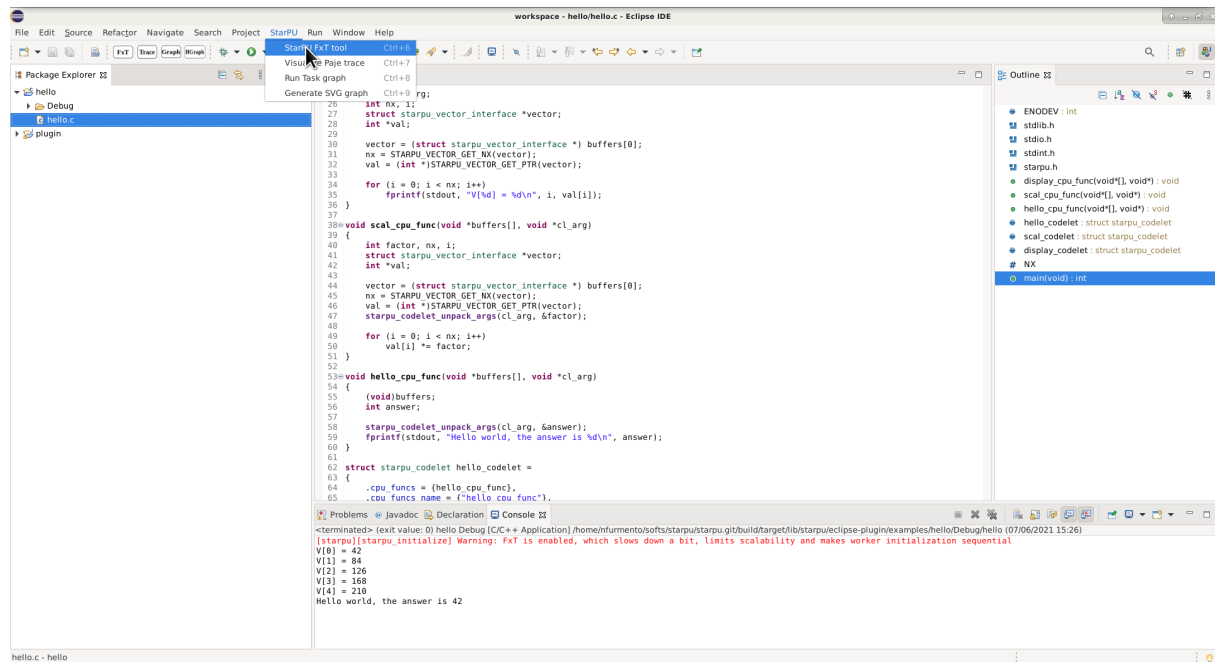 workspace - hello/hello.c - Eclipse IDE
File Edit Source Refactor Navigate Search Project StarPU Run Window Help
StarPU FxT tool Ctrl+6
Paje trace Ctrl+7
Run Task graph Ctrl+8
Generate SVG graph Ctrl+9
FxT Trace Graph HGraph
Package Explorer
hello
Debug
hello.c
plugin
rg;
26 int nx, i;
27 struct starpu_vector_interface *vector;
28 int *val;
29
30 vector = (struct starpu_vector_interface *) buffers[0];
31 nx = STARPU_VECTOR_GET_NX(vector);
32 val = (int *)STARPU_VECTOR_GET_PTR(vector);
33
34 for (i = 0; i < nx; i++)
35 fprintf(stdout, "V[%d] = %d\n", i, val[i]);
36 }
37
38 void scal_cpu_func(void *buffers[], void *cl_arg)
39 {
40 int factor, nx, i;
41 struct starpu_vector_interface *vector;
42 int *val;
43
44 vector = (struct starpu_vector_interface *) buffers[0];
45 nx = STARPU_VECTOR_GET_NX(vector);
46 val = (int *)STARPU_VECTOR_GET_PTR(vector);
47 starpu_codelet_unpack_args(cl_arg, &factor);
48
49 for (i = 0; i < nx; i++)
50 val[i] *= factor;
51 }
52
53 void hello_cpu_func(void *buffers[], void *cl_arg)
54 {
55 (void)buffers;
56 int answer;
57
58 starpu_codelet_unpack_args(cl_arg, &answer);
59 fprintf(stdout, "Hello world, the answer is %d\n", answer);
60 }
61
62 struct starpu_codelet hello_codelet =
63 {
64 .cpu_funcs = {hello_cpu_func},
65 .cpu_funcs_name = {"hello_cpu_func"},
Outline
ENODEV : int
stdlib.h
stdio.h
stdint.h
starpu.h
display_cpu_func(void*[], void*) : void
scal_cpu_func(void*[], void*) : void
hello_cpu_func(void*[], void*) : void
hello_codelet : struct starpu_codelet
scal_codelet : struct starpu_codelet
display_codelet : struct starpu_codelet
NX
main(void) : int
Problems Javadoc Declaration Console
<terminated> (exit value: 0) hello Debug [C/C++ Application] /home/nfurmento/softs/starpu/starpu.git/build/target/lib/starpu/eclipse-plugin/examples/hello/Debug/hello (07/06/2021 15:26)
[starpu][starpu_initialize] Warning: FxT is enabled, which slows down a bit, limits scalability and makes worker initialization sequential
V[0] = 42
V[1] = 84
V[2] = 126
V[3] = 168
V[4] = 210
Hello world, the answer is 42
hello.c - hello